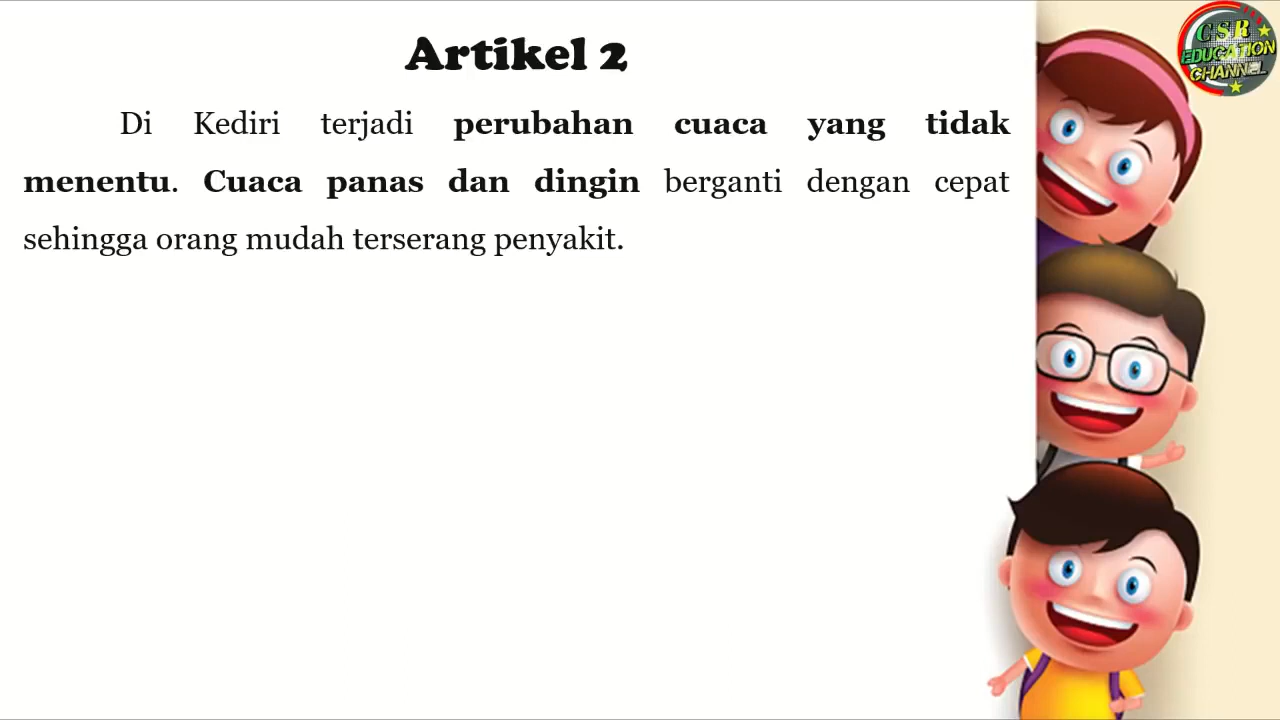 Artikel 2
Di Kediri terjadi perubahan cuaca yang tidak
menentu. Cuaca panas dan dingin berganti dengan cepat
sehingga orang mudah terserang penyakit.
CSR
EDUCATION
CHANNEL